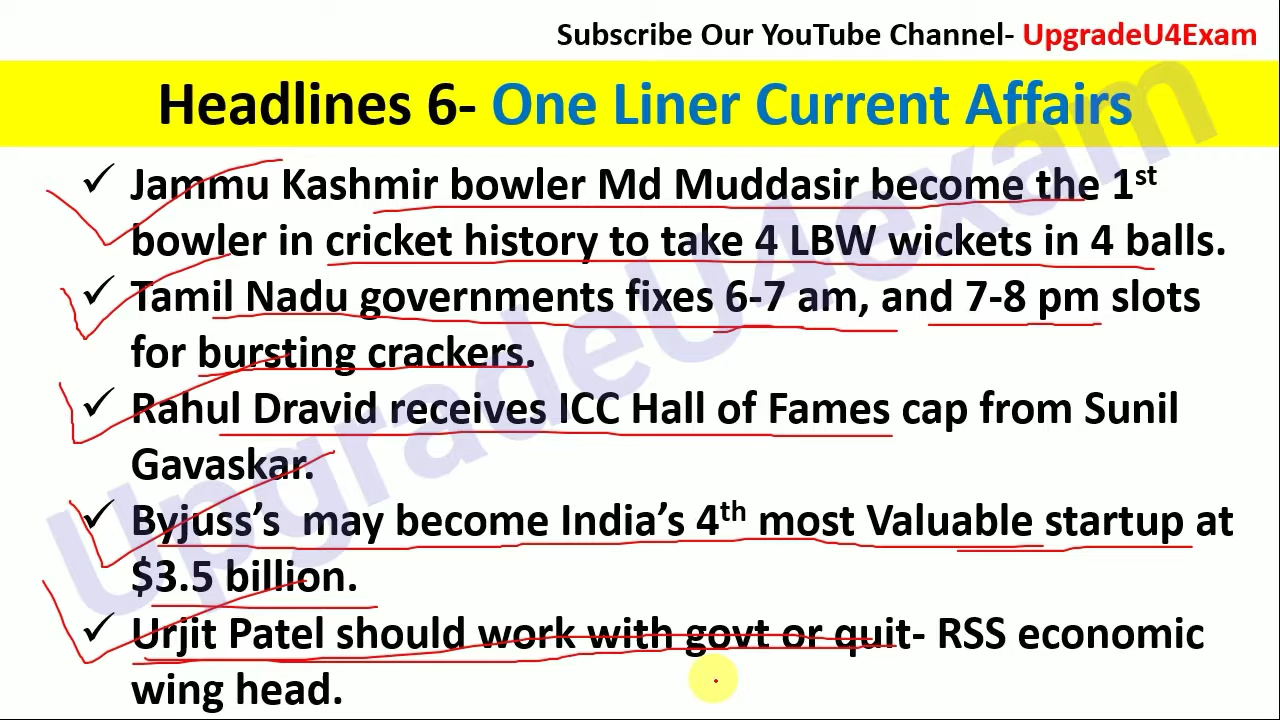 Subscribe Our YouTube Channel- UpgradeU4Exam
Headlines 6- One Liner Current Affairs
✓ Jammu Kashmir bowler Md Muddasir become the 1st
bowler in cricket history to take 4 LBW wickets in 4 balls.
✓ Tamil Nadu governments fixes 6-7 am, and 7-8 pm slots
for bursting crackers.
✓ Rahul Dravid receives ICC Hall of Fames cap from Sunil
Gavaskar.
✓ Byjuss’s may become India’s 4th most Valuable startup at
$3.5 billion.
✓ Urjit Patel should work with govt or quit- RSS economic
wing head.
UpgradeU4exam